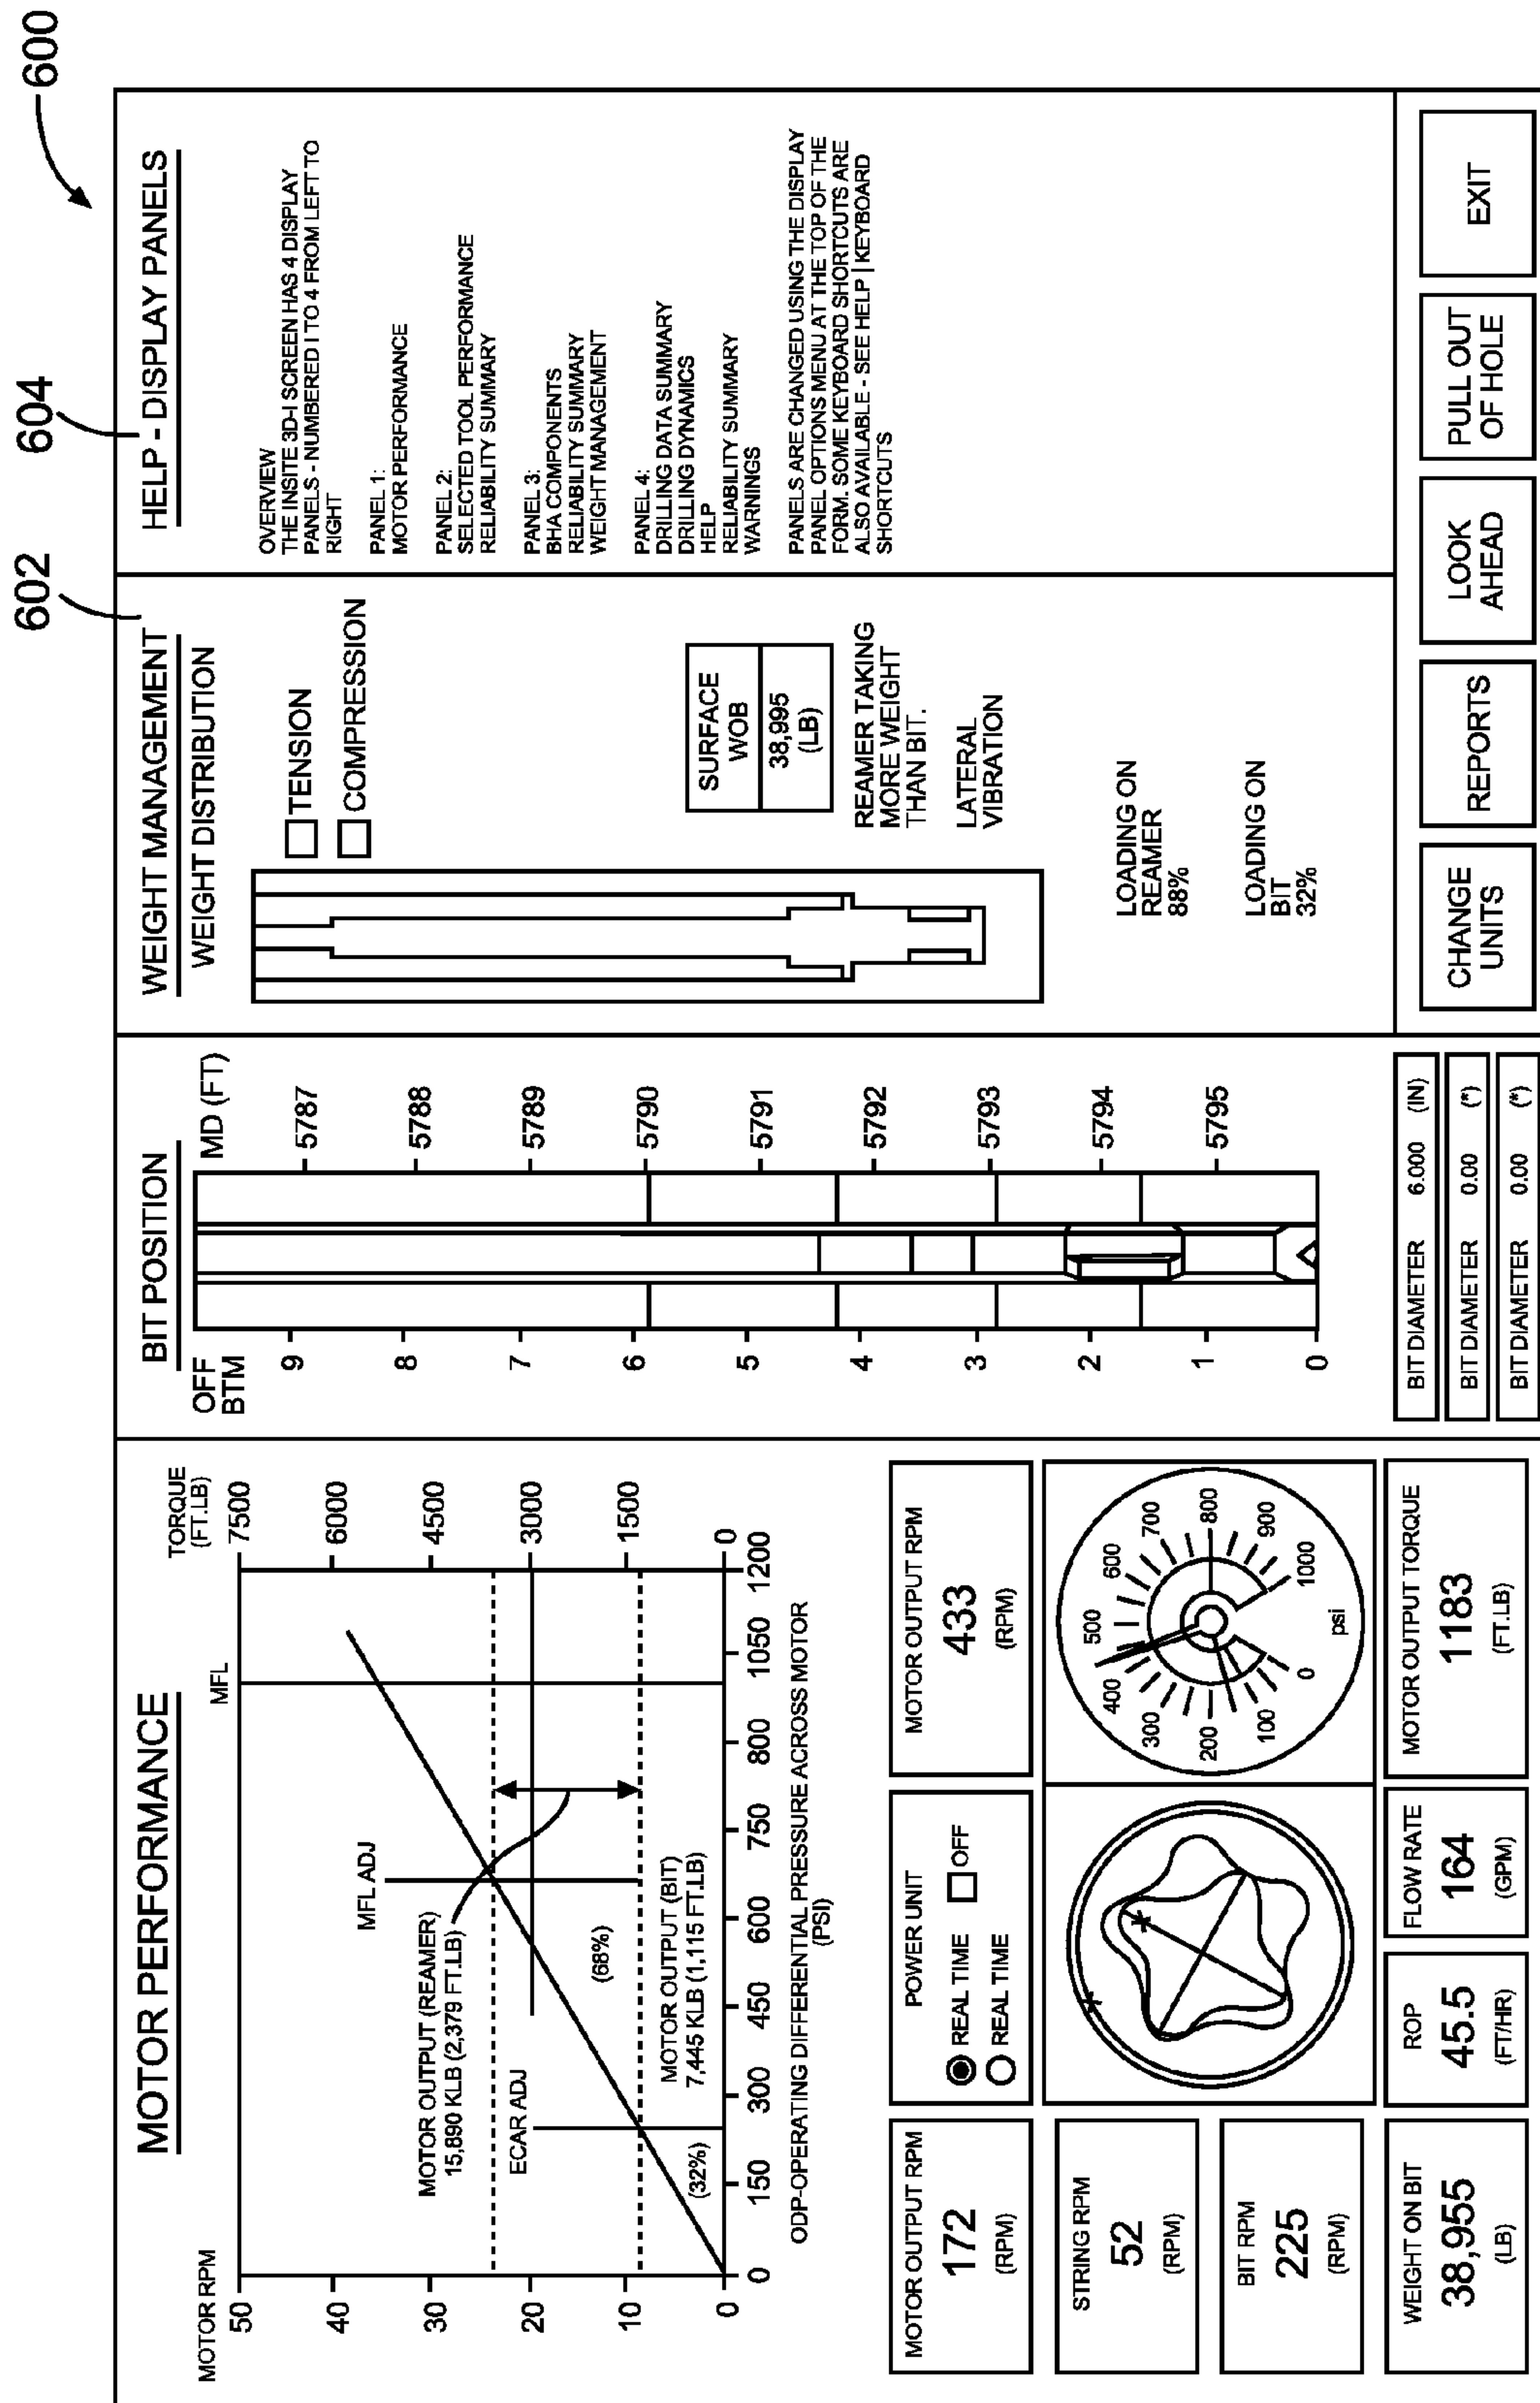 600
602
604
MOTOR PERFORMANCE
MOTOR RPM
50
40
30
20
10
0
TORQUE
(FT.LB)
7500
6000
4500
3000
1500
0
MFL
MFL ADJ
MOTOR OUTPUT (REAMER)
15,890 KLB (2,379 FT.LB)
ECAR ADJ
(68%)
(32%)
MOTOR OUTPUT (BIT)
7,445 KLB (1,115 FT.LB)
0 150 300 450 600 750 800 1050 1200
ODP-OPERATING DIFFERENTIAL PRESSURE ACROSS MOTOR
(PSI)
MOTOR OUTPUT RPM
172
(RPM)
POWER UNIT
REAL TIME OFF
REAL TIME
MOTOR OUTPUT RPM
433
(RPM)
STRING RPM
52
(RPM)
BIT RPM
225
(RPM)
0 100 200 300 400 500 600 700 800 900 1000
psi
WEIGHT ON BIT
38,955
(LB)
ROP
45.5
(FT/HR)
FLOW RATE
164
(GPM)
MOTOR OUTPUT TORQUE
1183
(FT.LB)
BIT POSITION
OFF
BTM
MD (FT)
9
8
7
6
5
4
3
2
1
0
5787
5788
5789
5790
5791
5792
5793
5794
5795
BIT DIAMETER 6.000 (IN)
BIT DIAMETER 0.00 (*)
BIT DIAMETER 0.00 (*)
WEIGHT MANAGEMENT
WEIGHT DISTRIBUTION
TENSION
COMPRESSION
SURFACE
WOB
38,995
(LB)
REAMER TAKING
MORE WEIGHT
THAN BIT.
LATERAL
VIBRATION
LOADING ON
REAMER
88%
LOADING ON
BIT
32%
HELP - DISPLAY PANELS
OVERVIEW
THE INSITE 3D-I SCREEN HAS 4 DISPLAY
PANELS - NUMBERED I TO 4 FROM LEFT TO
RIGHT
PANEL 1:
MOTOR PERFORMANCE
PANEL 2:
SELECTED TOOL PERFORMANCE
RELIABILITY SUMMARY
PANEL 3:
BHA COMPONENTS
RELIABILITY SUMMARY
WEIGHT MANAGEMENT
PANEL 4:
DRILLING DATA SUMMARY
DRILLING DYNAMICS
HELP
RELIABILITY SUMMARY
WARNINGS
PANELS ARE CHANGED USING THE DISPLAY
PANEL OPTIONS MENU AT THE TOP OF THE
FORM. SOME KEYBOARD SHORTCUTS ARE
ALSO AVAILABLE - SEE HELP | KEYBOARD
SHORTCUTS
CHANGE
UNITS
REPORTS
LOOK
AHEAD
PULL OUT
OF HOLE
EXIT